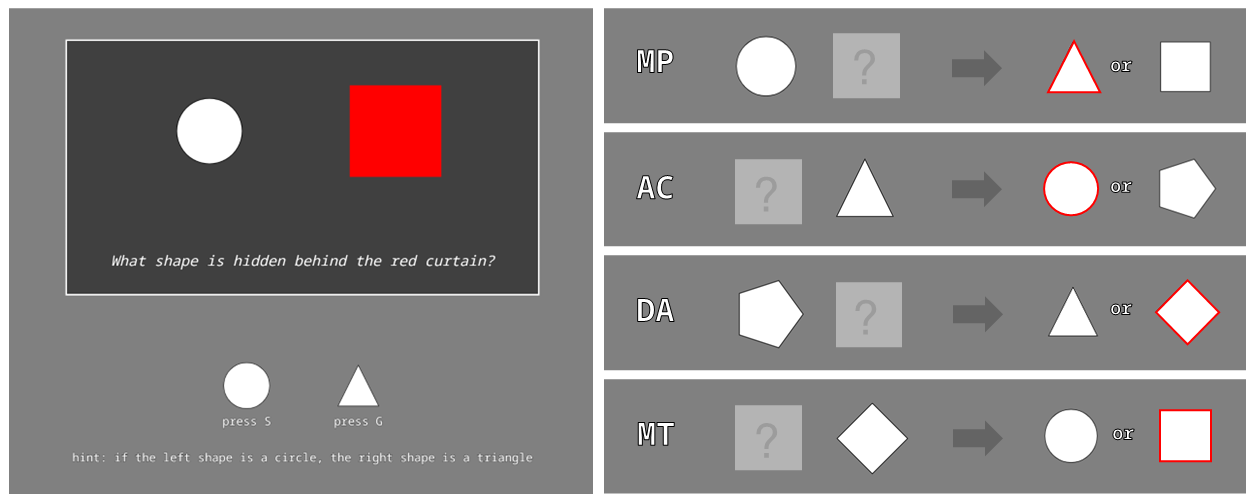 What shape is hidden behind the red curtain?
press S press G
hint: if the left shape is a circle, the right shape is a triangle
MP ? or
AC ? or
DA ? or
MT ? or